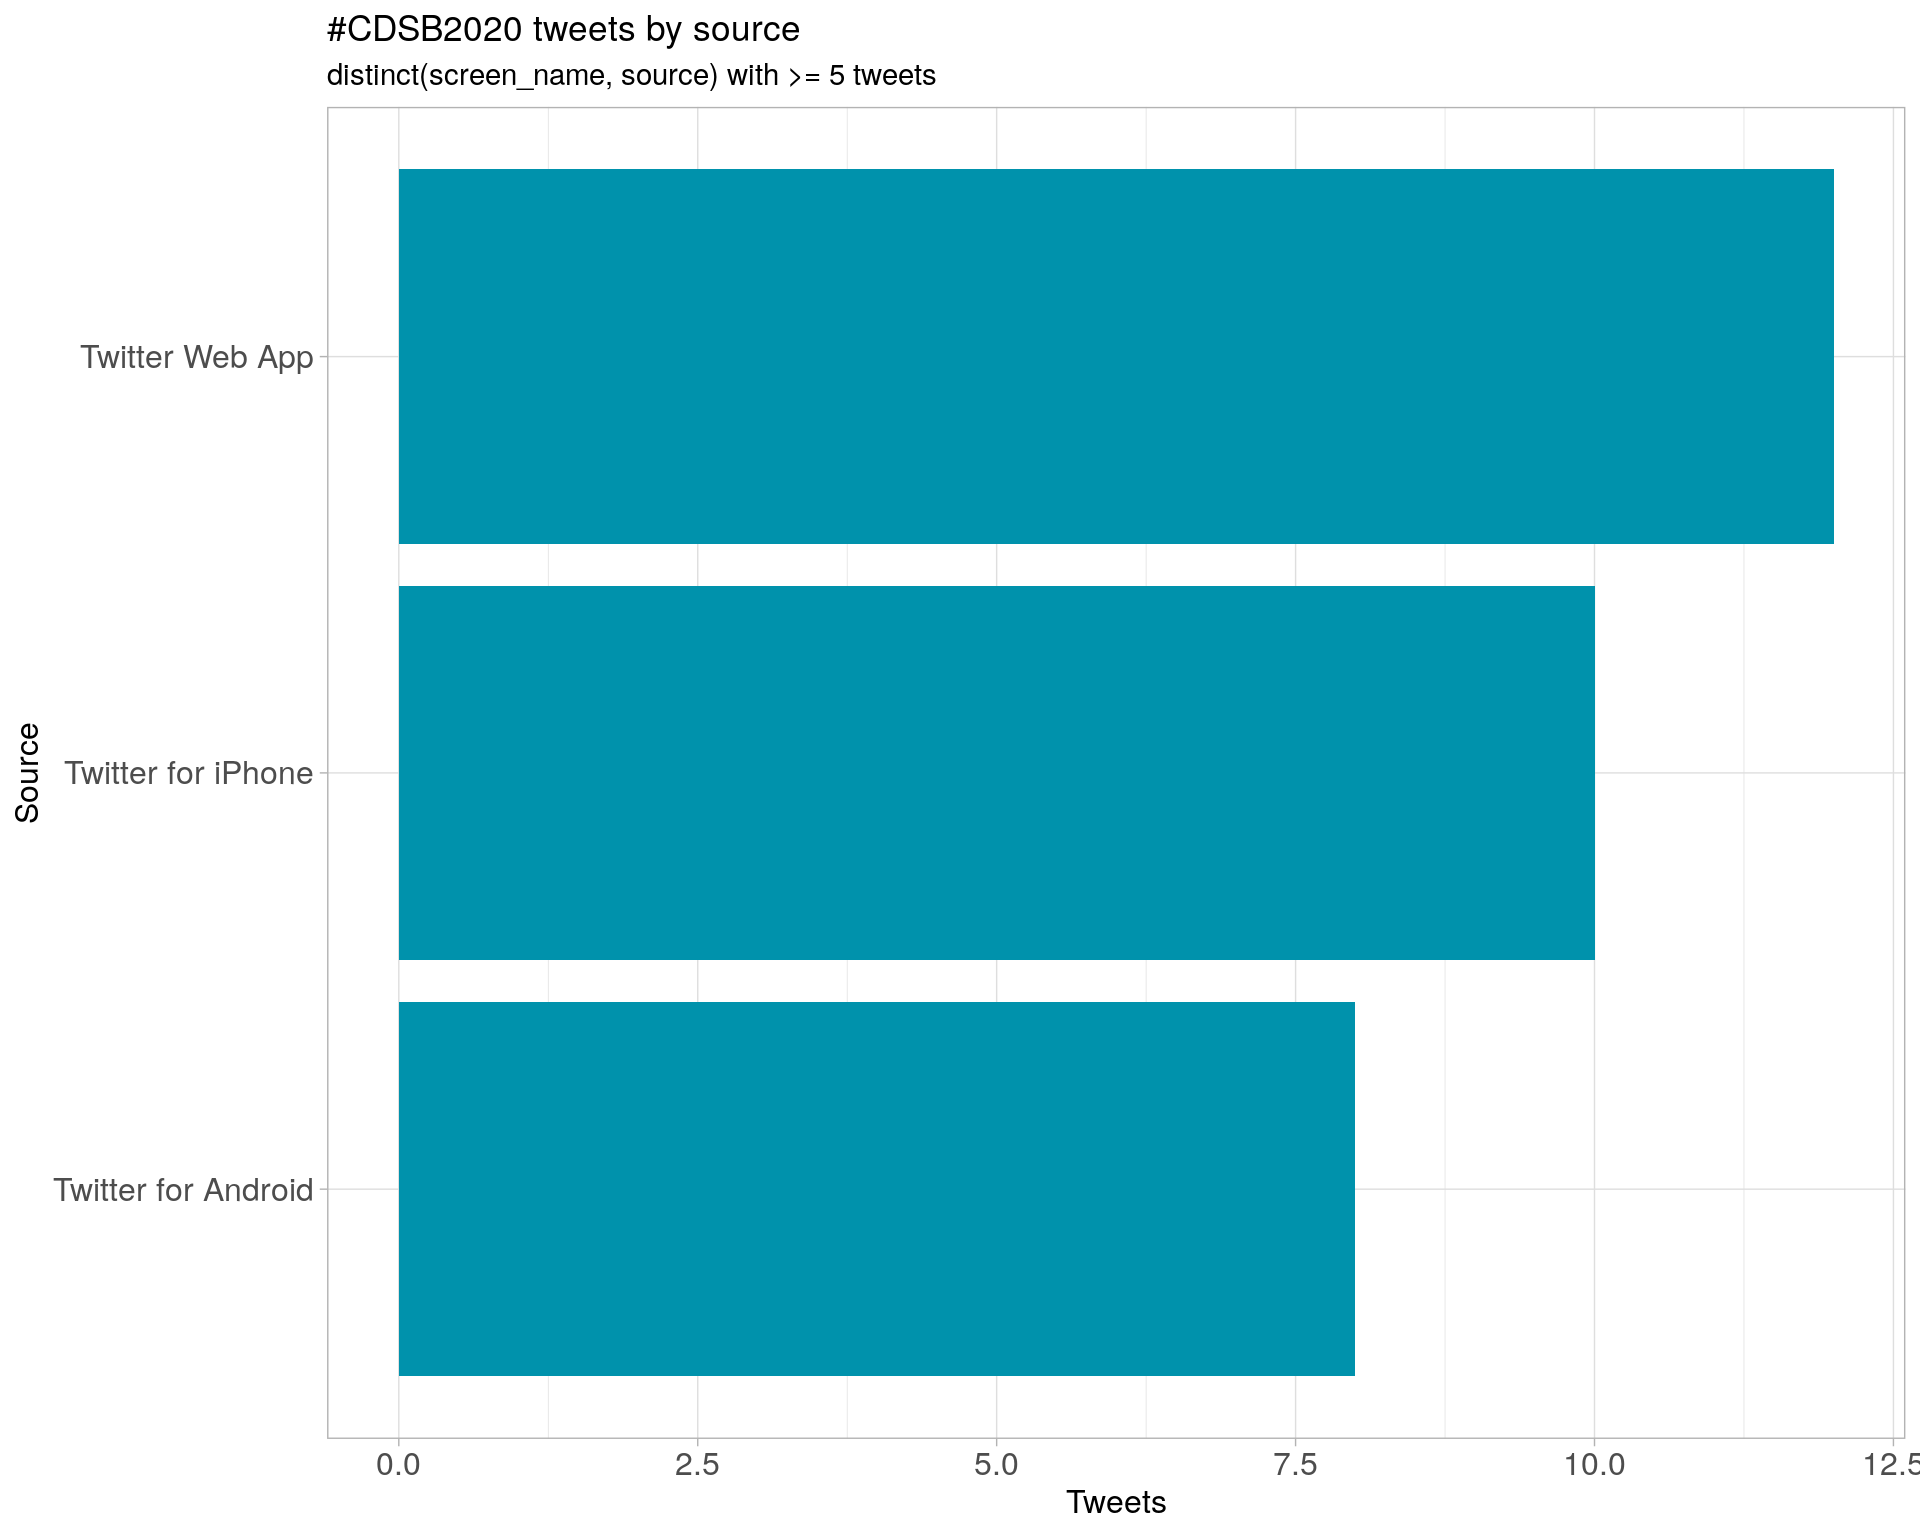 #CDSB2020 tweets by source
distinct(screen_name, source) with >= 5 tweets
Source
Twitter Web App
Twitter for iPhone
Twitter for Android
0.0 2.5 5.0 7.5 10.0 12.5
Tweets